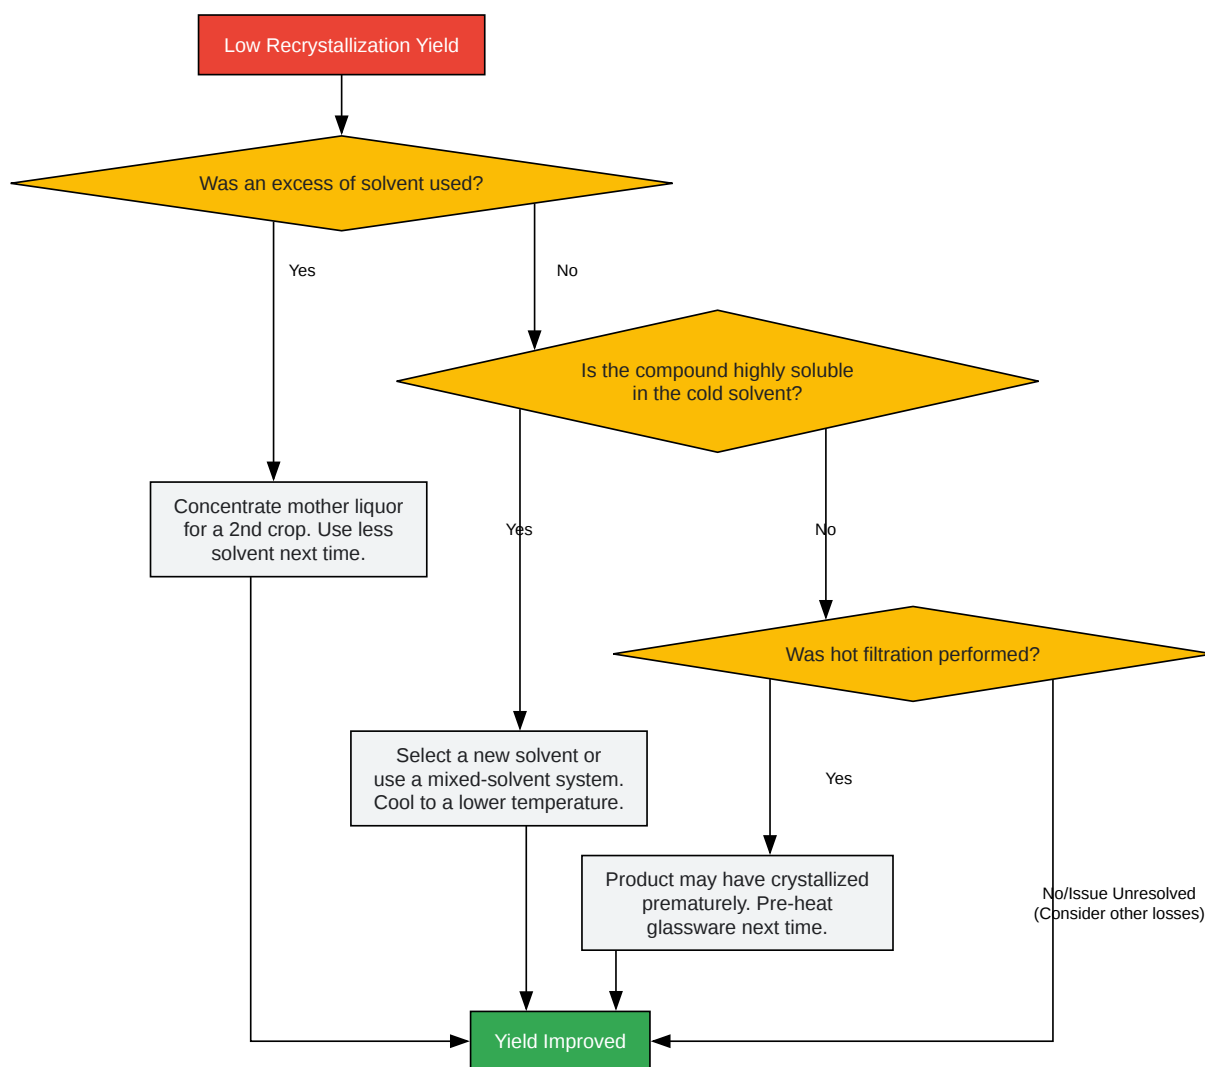 Low Recrystallization Yield
Was an excess of solvent used?
Yes
No
Is the compound highly soluble
in the cold solvent?
Concentrate mother liquor
for a 2nd crop. Use less
solvent next time.
Yes
No
Was hot filtration performed?
Select a new solvent or
use a mixed-solvent system.
Cool to a lower temperature.
Yes
Product may have crystallized
prematurely. Pre-heat
glassware next time.
No/Issue Unresolved
(Consider other losses)
Yield Improved